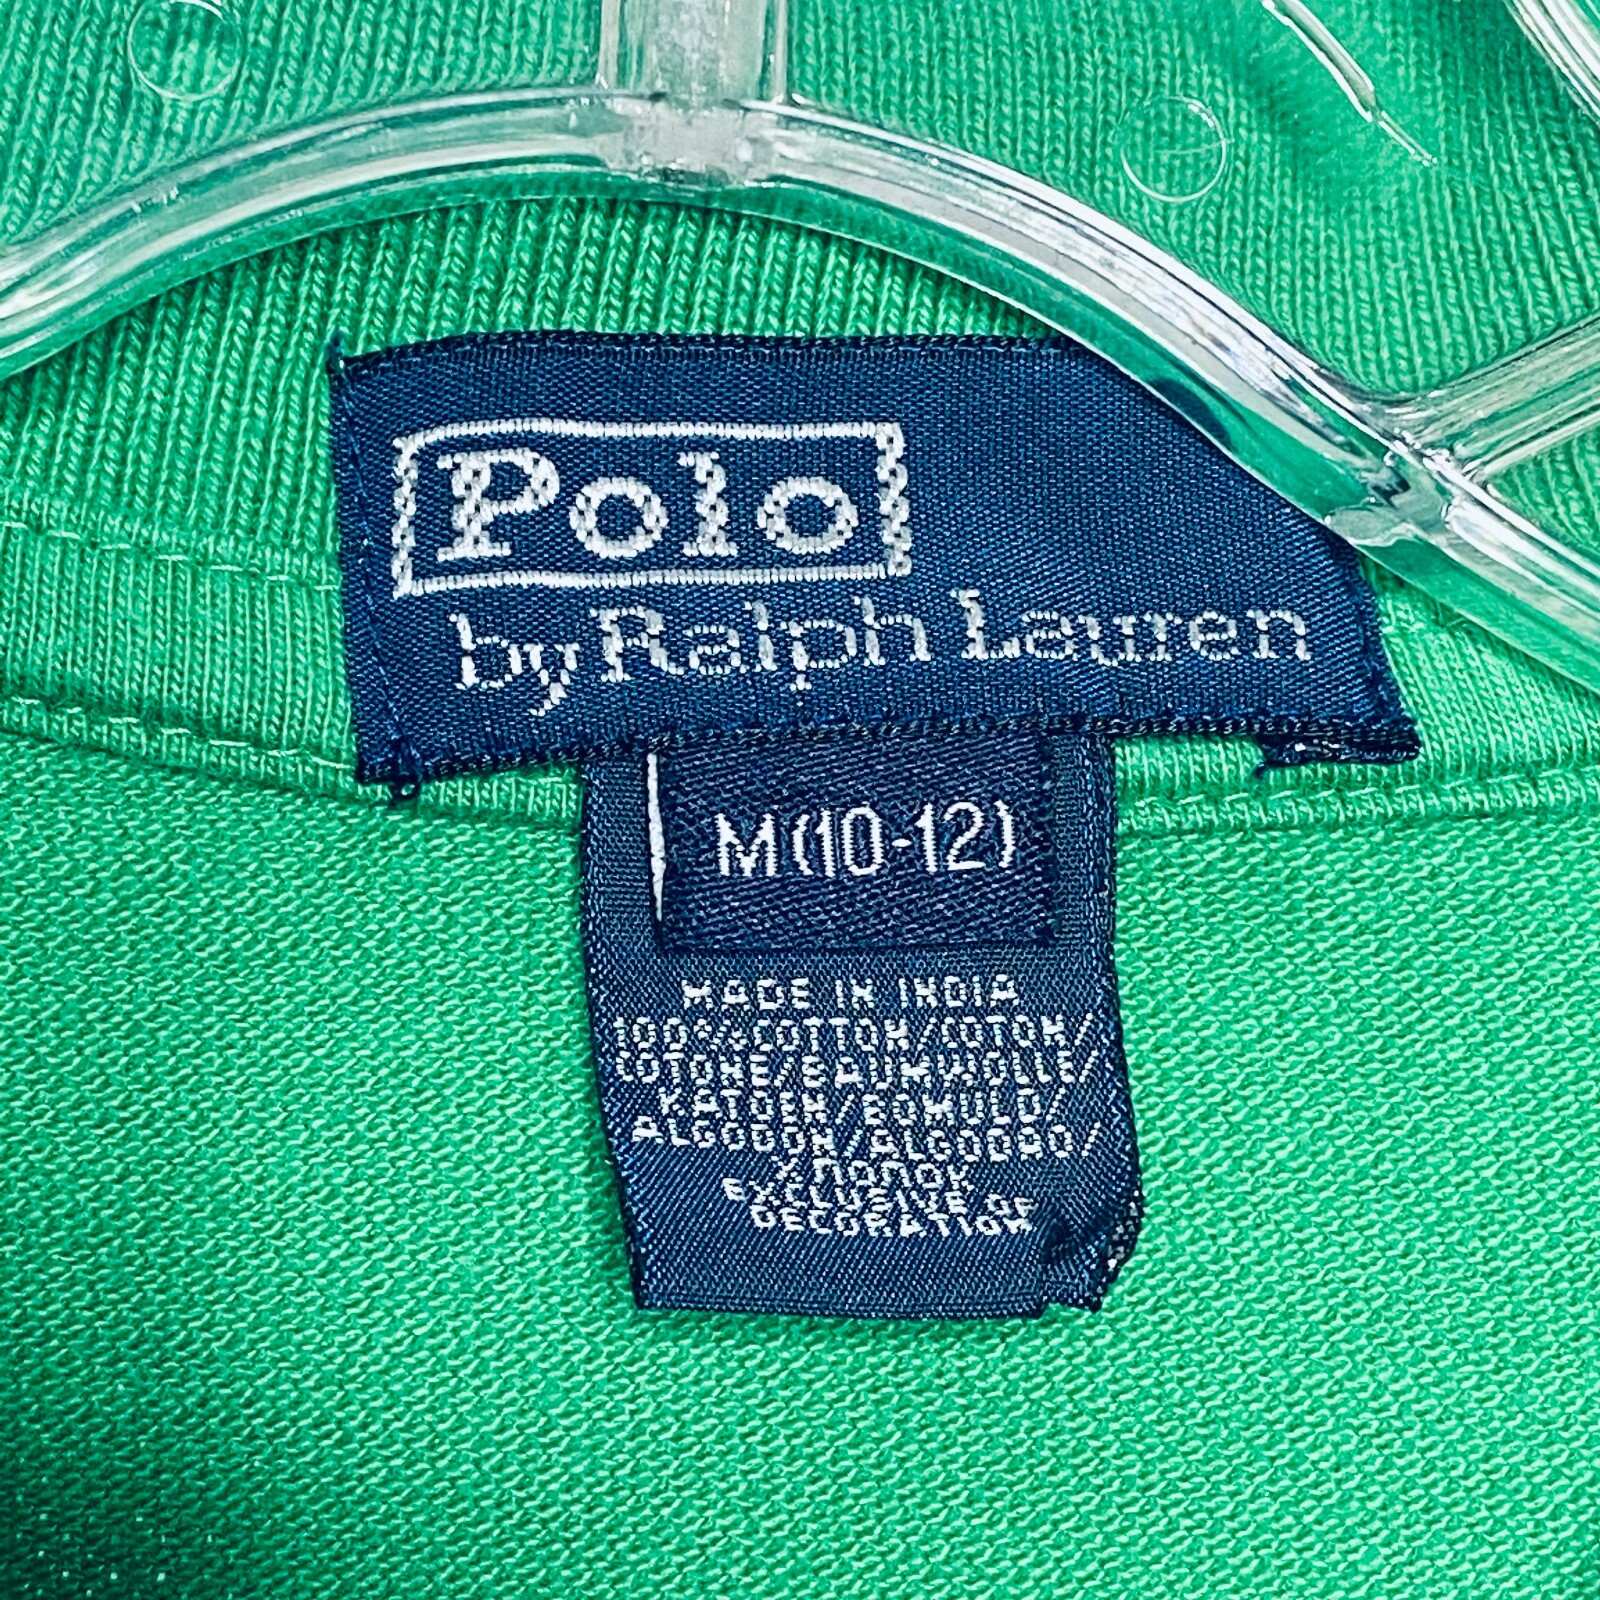 Polo
by Ralph Lauren
M(10-12)
MADE IN INDIA
100% COTTON/COTON/
COTONE/BAUMWOLLE/
KATOEN/BOMULD/
ALGODON/ALGODAO/
ХЛОПОК
EXCLUSIVE OF
DECORATION